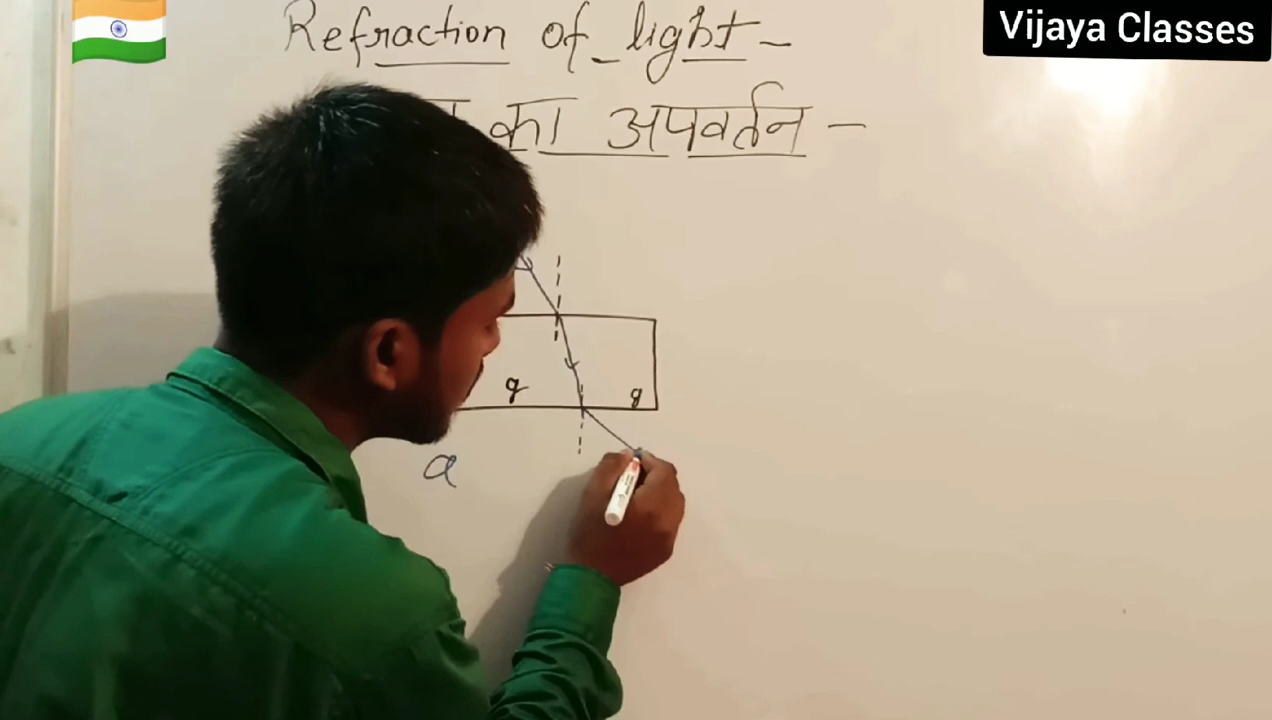 Vijaya Classes
Refraction of light -
का अपवर्तन -
g g
a